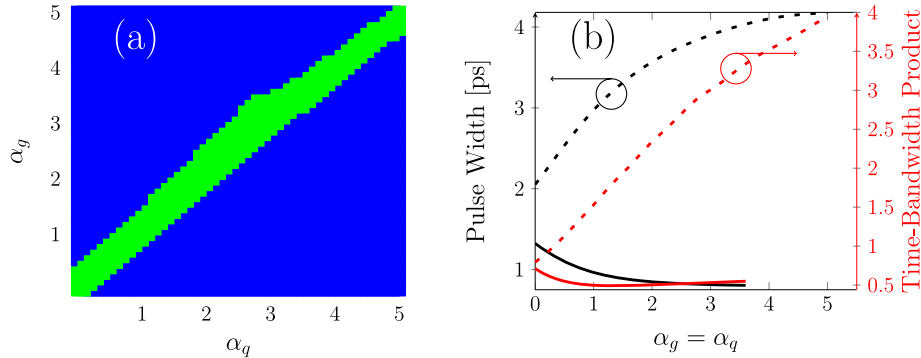 (a)
5
4
3
2
1
α_g
1 2 3 4 5
α_q
(b)
4
3
2
1
Pulse Width [ps]
0 1 2 3 4 5
α_g = α_q
4
3.5
3
2.5
2
1.5
1
0.5
Time-Bandwidth Product